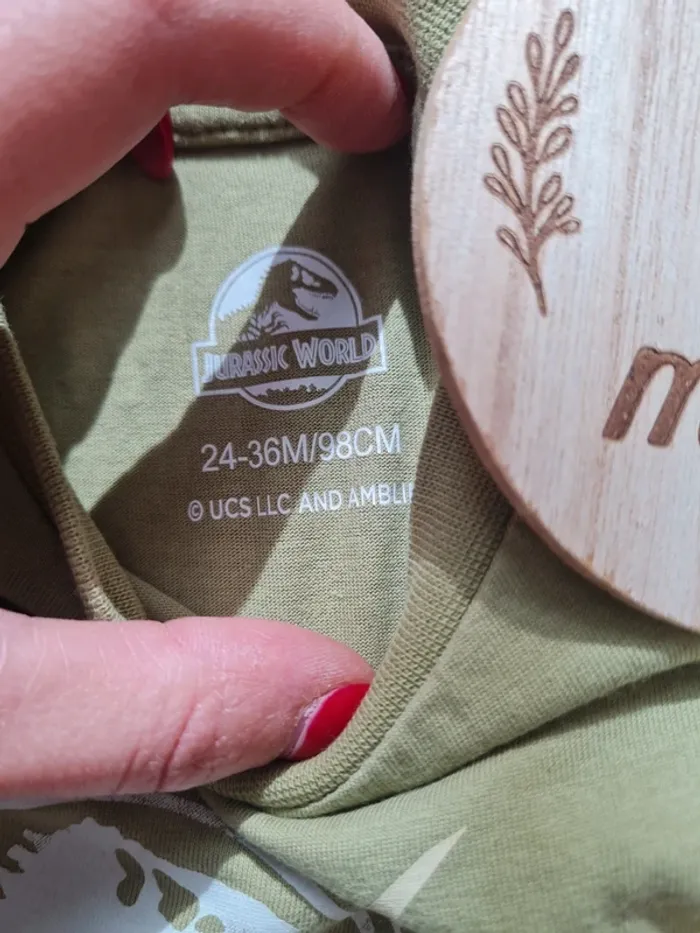 JURASSIC WORLD
24-36M/98CM
© UCS LLC AND AMBLI
m